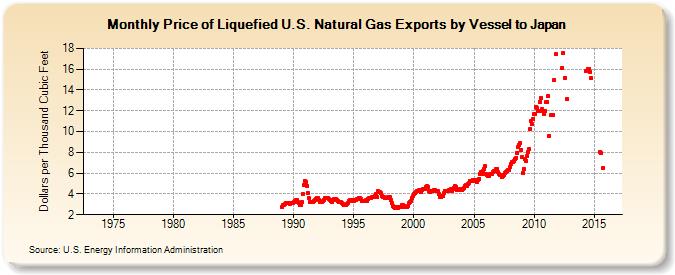 Monthly Price of Liquefied U.S. Natural Gas Exports by Vessel to Japan
Dollars per Thousand Cubic Feet
18
16
14
12
10
8
6
4
2
1975 1980 1985 1990 1995 2000 2005 2010 2015
Source: U.S. Energy Information Administration